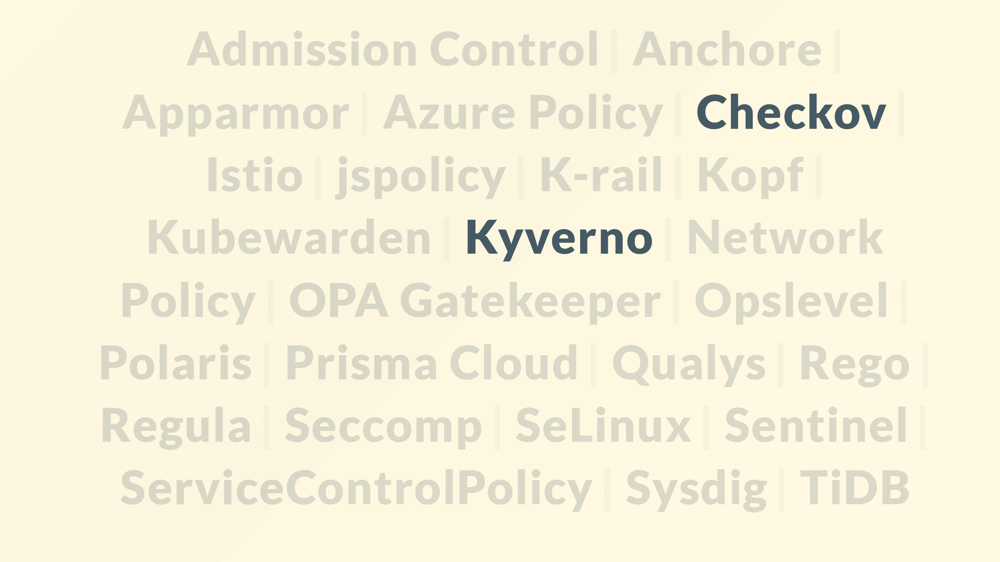 Admission Control | Anchore |
Apparmor | Azure Policy | Checkov |
Istio | jspolicy | K-rail | Kopf |
Kubewarden | Kyverno | Network
Policy | OPA Gatekeeper | Opslevel |
Polaris | Prisma Cloud | Qualys | Rego |
Regula | Seccomp | SeLinux | Sentinel |
ServiceControlPolicy | Sysdig | TiDB